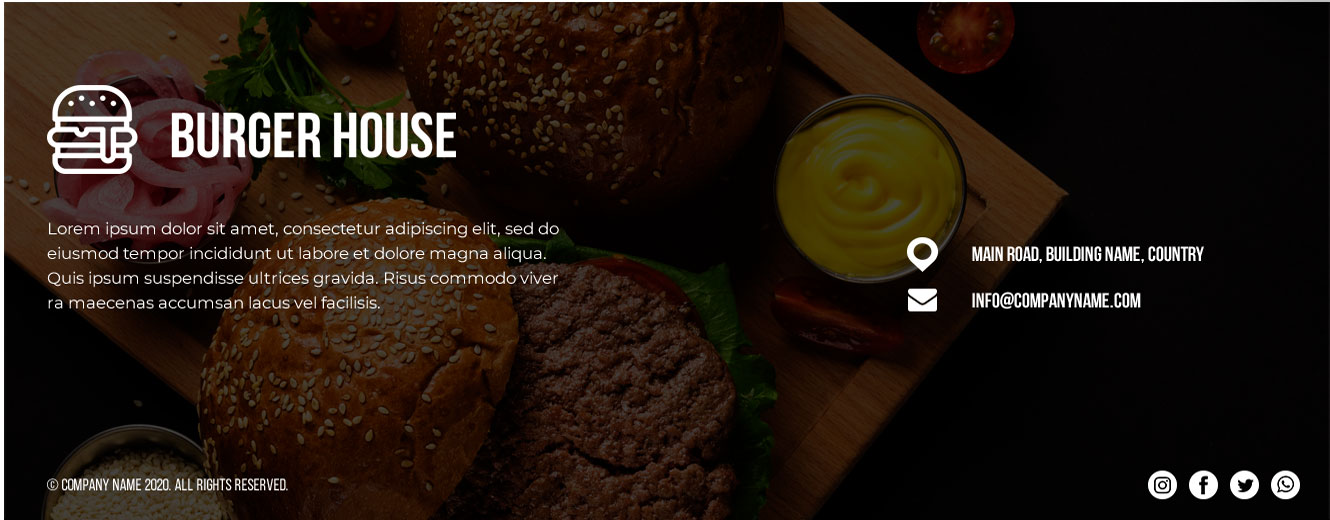 BURGER HOUSE
Lorem ipsum dolor sit amet, consectetur adipiscing elit, sed do
eiusmod tempor incididunt ut labore et dolore magna aliqua.
Quis ipsum suspendisse ultrices gravida. Risus commodo viver
ra maecenas accumsan lacus vel facilisis.
MAIN ROAD, BUILDING NAME, COUNTRY
INFO@COMPANYNAME.COM
© COMPANY NAME 2020. ALL RIGHTS RESERVED.